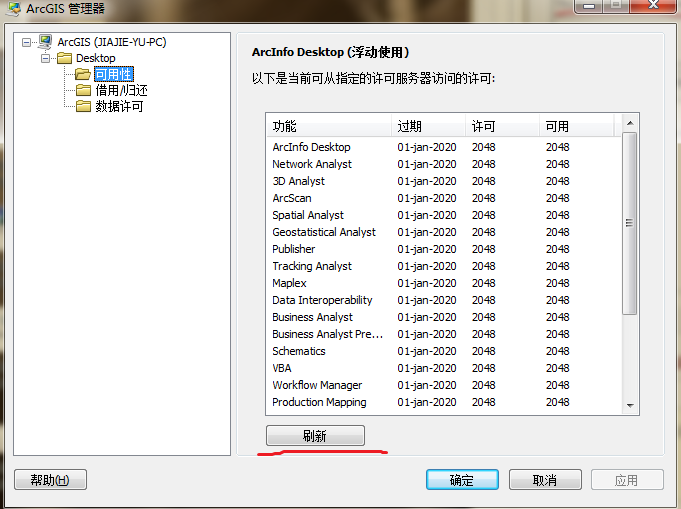 ArcGIS 管理器
ArcGIS (JIAJIE-YU-PC)
Desktop
可用性
借用/归还
数据许可
ArcInfo Desktop (浮动使用)
以下是当前可从指定的许可服务器访问的许可:
功能 过期 许可 可用
ArcInfo Desktop 01-jan-2020 2048 2048
Network Analyst 01-jan-2020 2048 2048
3D Analyst 01-jan-2020 2048 2048
ArcScan 01-jan-2020 2048 2048
Spatial Analyst 01-jan-2020 2048 2048
Geostatistical Analyst 01-jan-2020 2048 2048
Publisher 01-jan-2020 2048 2048
Tracking Analyst 01-jan-2020 2048 2048
Maplex 01-jan-2020 2048 2048
Data Interoperability 01-jan-2020 2048 2048
Business Analyst 01-jan-2020 2048 2048
Business Analyst Pre... 01-jan-2020 2048 2048
Schematics 01-jan-2020 2048 2048
VBA 01-jan-2020 2048 2048
Workflow Manager 01-jan-2020 2048 2048
Production Mapping 01-jan-2020 2048 2048
刷新
帮助(H) 确定 取消 应用